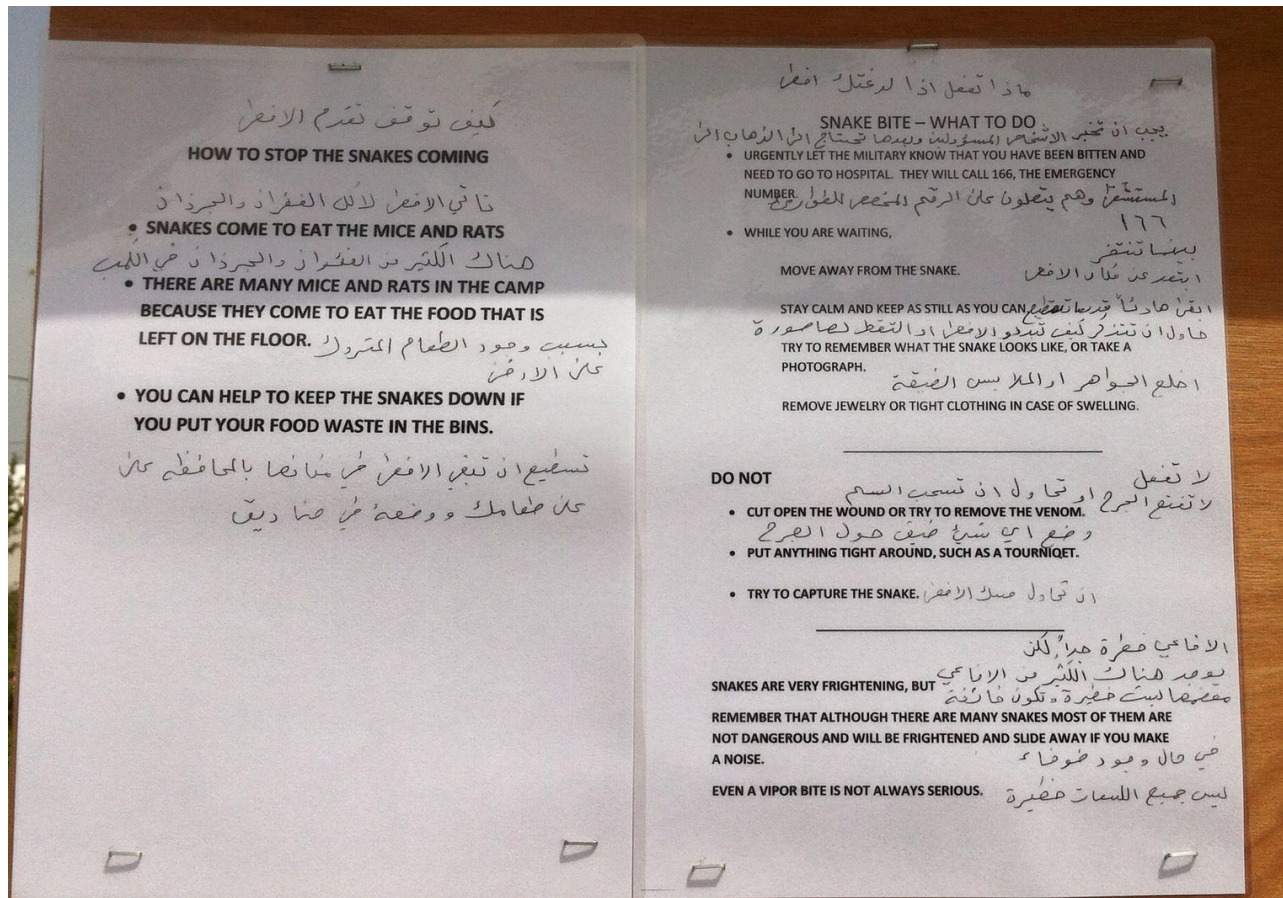 كيف توقف تقدم الافعى
HOW TO STOP THE SNAKES COMING
تاتي الافعى لأكل الفئران والجرذان
• SNAKES COME TO EAT THE MICE AND RATS
هناك الكثير من الفئران والجرذان في الكمب
• THERE ARE MANY MICE AND RATS IN THE CAMP
BECAUSE THEY COME TO EAT THE FOOD THAT IS
LEFT ON THE FLOOR. بسبب وجود الطعام المتروك
على الارض
• YOU CAN HELP TO KEEP THE SNAKES DOWN IF
YOU PUT YOUR FOOD WASTE IN THE BINS.
تستطيع ان تبقي الافعى في مكانها بالمحافظه على
على طعامك ووضعة في صناديق
ماذا تفعل اذا لدغتك افعى
SNAKE BITE – WHAT TO DO
يجب ان تخبر الاشخاص المسؤولين وبعدها تحتاج الى الذهاب الى
• URGENTLY LET THE MILITARY KNOW THAT YOU HAVE BEEN BITTEN AND
NEED TO GO TO HOSPITAL. THEY WILL CALL 166, THE EMERGENCY
NUMBER.
المستشفى وهم يتصلون على الرقم المخصص للطوارئ
١٦٦
• WHILE YOU ARE WAITING,
بينما تنتظر
MOVE AWAY FROM THE SNAKE. ابتعد عن مكان الافعى
STAY CALM AND KEEP AS STILL AS YOU CAN ابقى هادئاً قدر ما تستطيع
حاول ان تتذكر كيف تبدو الافعى او التقط لها صورة
TRY TO REMEMBER WHAT THE SNAKE LOOKS LIKE, OR TAKE A
PHOTOGRAPH.
اخلع الجواهر او الملابس الضيقة
REMOVE JEWELRY OR TIGHT CLOTHING IN CASE OF SWELLING.
DO NOT لا تفعل
لا تفتح الجرح او تحاول ان تسحب السم
• CUT OPEN THE WOUND OR TRY TO REMOVE THE VENOM.
وضع اي شئ ضيق حول الجرح
• PUT ANYTHING TIGHT AROUND, SUCH AS A TOURNIQET.
• TRY TO CAPTURE THE SNAKE. ان تحاول مسك الافعى
الافاعي خطرة جداً لكن
يوجد هناك الكثير من الافاعي
SNAKES ARE VERY FRIGHTENING, BUT
معضمها ليست خطيرة وتكون خائفة
REMEMBER THAT ALTHOUGH THERE ARE MANY SNAKES MOST OF THEM ARE
NOT DANGEROUS AND WILL BE FRIGHTENED AND SLIDE AWAY IF YOU MAKE
A NOISE. في حال وجود ضوضاء
EVEN A VIPOR BITE IS NOT ALWAYS SERIOUS. ليس جميع اللسعات خطيرة